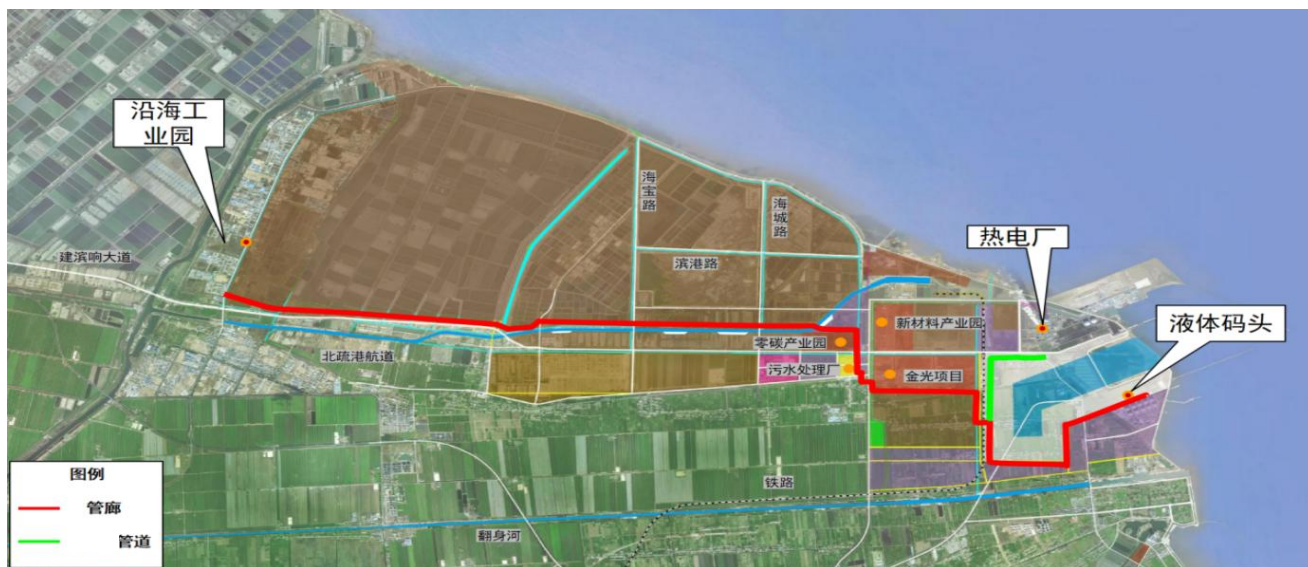 沿海工
业园
海宝路
海城路
热电厂
建滨响大道
滨港路
液体码头
新材料产业园
零碳产业园
北疏港航道
污水处理厂
金光项目
图例
管廊
管道
铁路
翻身河